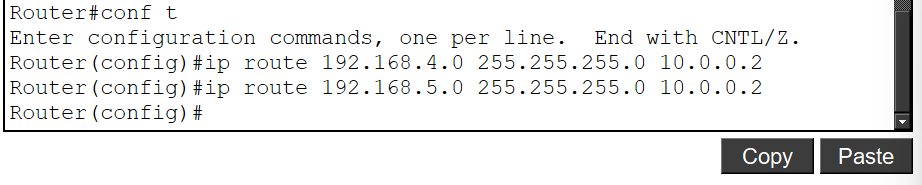 Router#conf t
Enter configuration commands, one per line.  End with CNTL/Z.
Router(config)#ip route 192.168.4.0 255.255.255.0 10.0.0.2
Router(config)#ip route 192.168.5.0 255.255.255.0 10.0.0.2
Router(config)#
Copy Paste